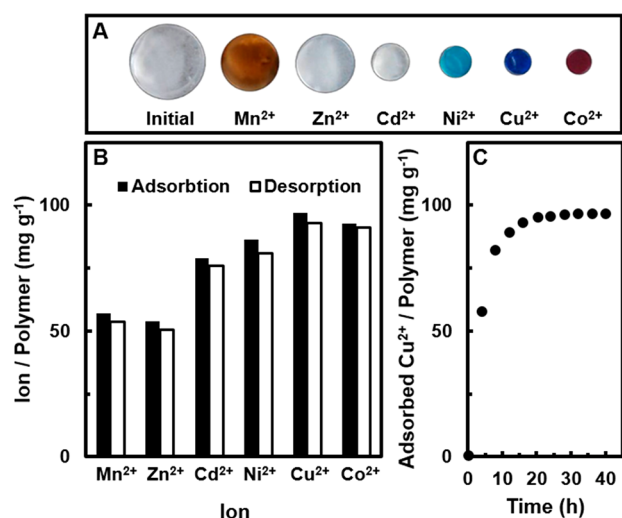 A
Initial Mn²⁺ Zn²⁺ Cd²⁺ Ni²⁺ Cu²⁺ Co²⁺
B
Adsorbtion Desorption
Ion / Polymer (mg g⁻¹)
100
50
0
Mn²⁺ Zn²⁺ Cd²⁺ Ni²⁺ Cu²⁺ Co²⁺
Ion
C
Adsorbed Cu²⁺ / Polymer (mg g⁻¹)
100
50
0
0 10 20 30 40
Time (h)